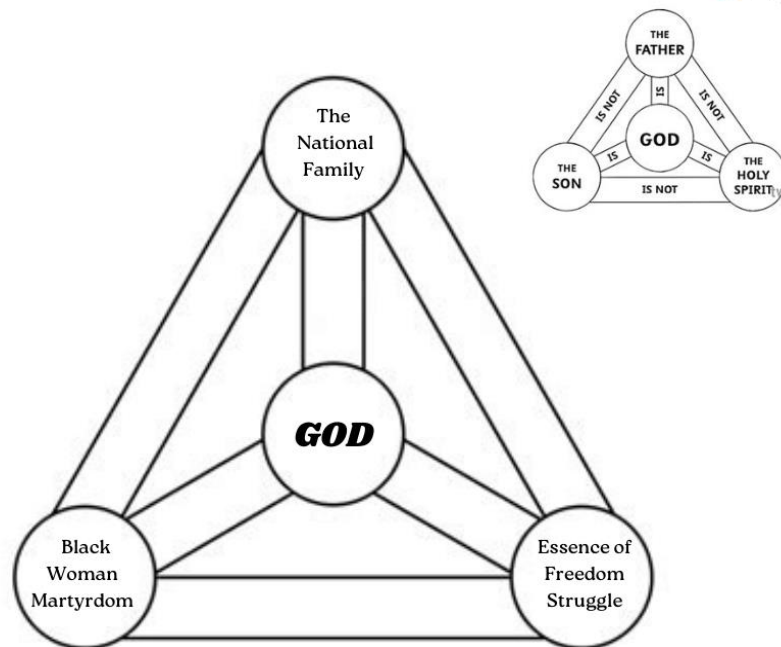 THE
FATHER
IS NOT
IS
IS NOT
GOD
IS
IS
THE
SON
THE
HOLY
SPIRIT
IS NOT
The
National
Family
GOD
Black
Woman
Martyrdom
Essence of
Freedom
Struggle